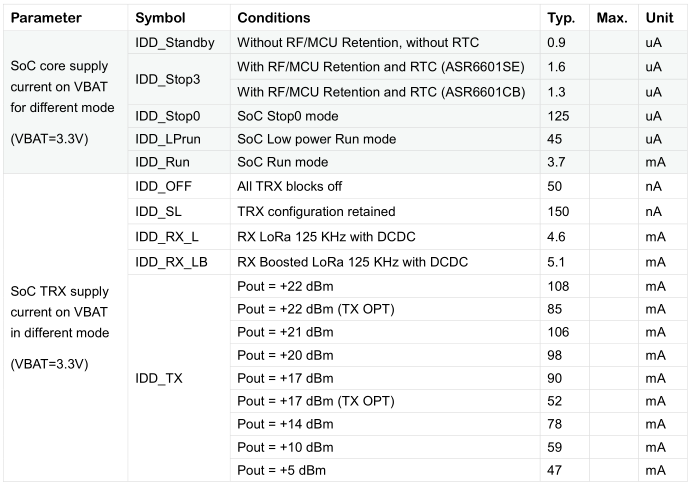 Parameter Symbol Conditions Typ. Max. Unit
SoC core supply current on VBAT for different mode (VBAT=3.3V)
IDD_Standby Without RF/MCU Retention, without RTC 0.9 uA
IDD_Stop3 With RF/MCU Retention and RTC (ASR6601SE) 1.6 uA
With RF/MCU Retention and RTC (ASR6601CB) 1.3 uA
IDD_Stop0 SoC Stop0 mode 125 uA
IDD_LPrun SoC Low power Run mode 45 uA
IDD_Run SoC Run mode 3.7 mA
SoC TRX supply current on VBAT in different mode (VBAT=3.3V)
IDD_OFF All TRX blocks off 50 nA
IDD_SL TRX configuration retained 150 nA
IDD_RX_L RX LoRa 125 KHz with DCDC 4.6 mA
IDD_RX_LB RX Boosted LoRa 125 KHz with DCDC 5.1 mA
IDD_TX Pout = +22 dBm 108 mA
Pout = +22 dBm (TX OPT) 85 mA
Pout = +21 dBm 106 mA
Pout = +20 dBm 98 mA
Pout = +17 dBm 90 mA
Pout = +17 dBm (TX OPT) 52 mA
Pout = +14 dBm 78 mA
Pout = +10 dBm 59 mA
Pout = +5 dBm 47 mA